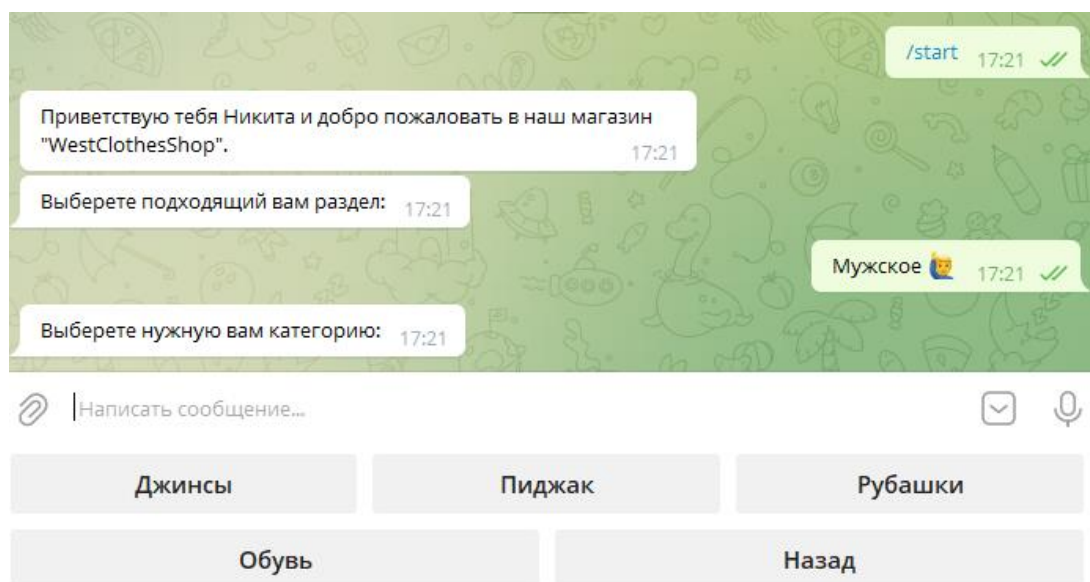 /start 17:21
Приветствую тебя Никита и добро пожаловать в наш магазин
"WestClothesShop".
17:21
Выберете подходящий вам раздел: 17:21
Мужское 🙋‍♂️ 17:21
Выберете нужную вам категорию: 17:21
Написать сообщение...
Джинсы Пиджак Рубашки
Обувь Назад